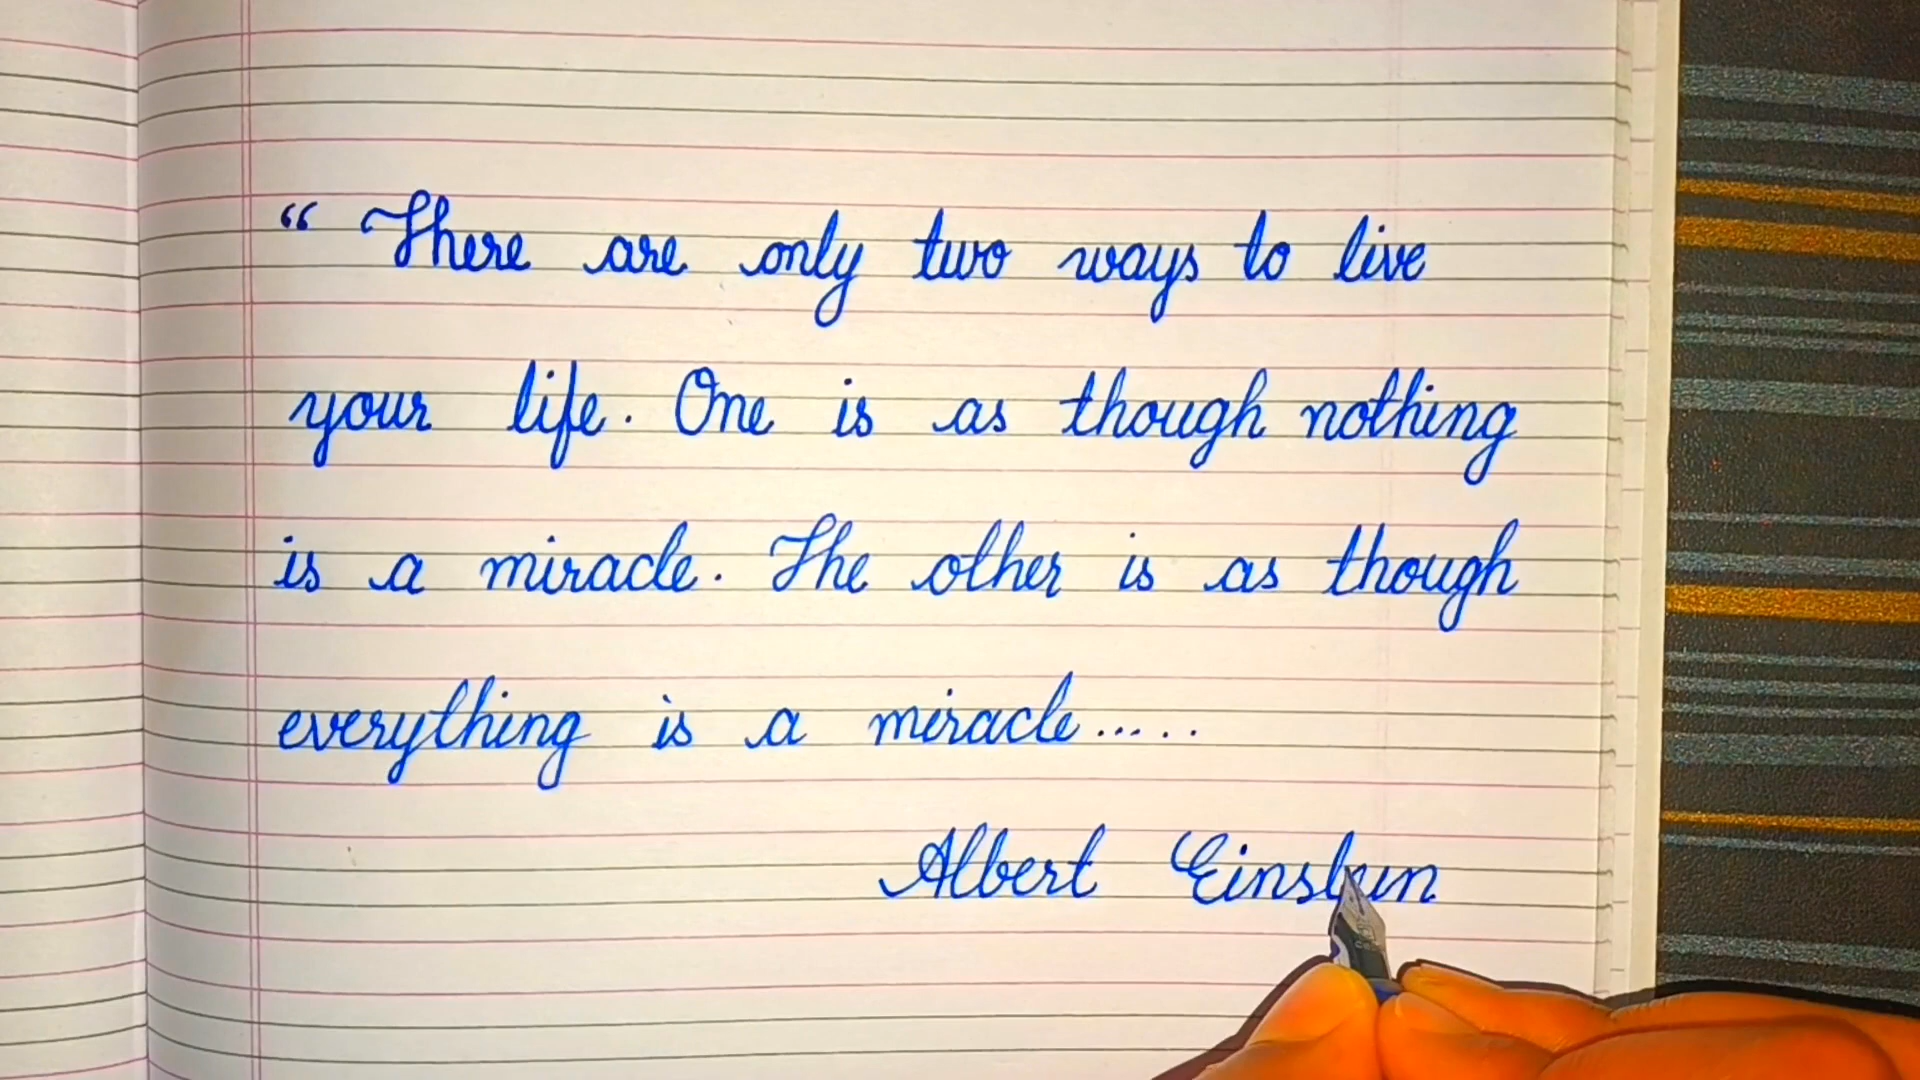 “ There are only two ways to live
your life. One is as though nothing
is a miracle. The other is as though
everything is a miracle.....
Albert Einstein